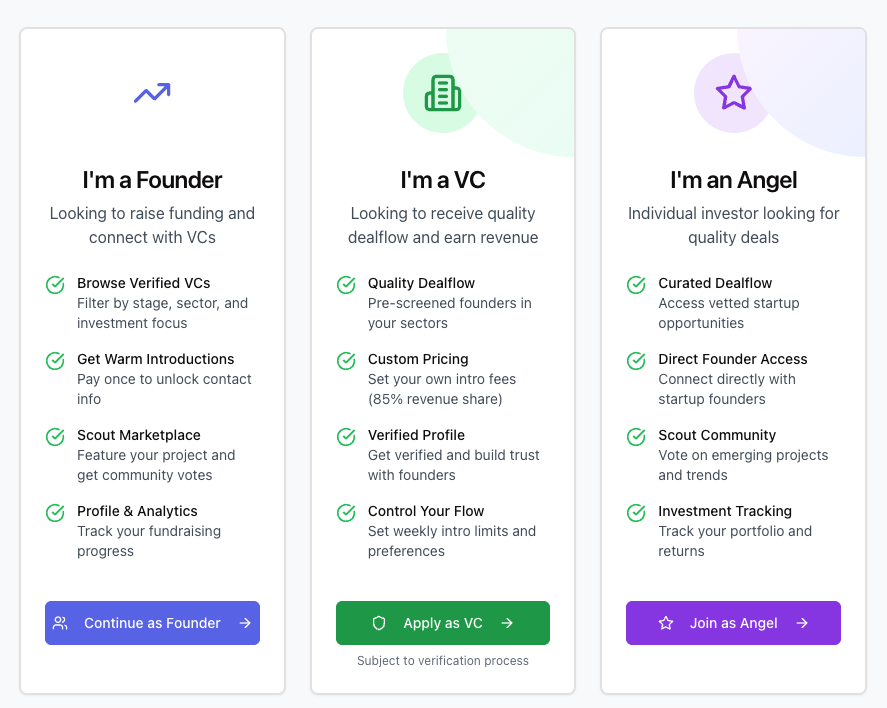 I'm a Founder
Looking to raise funding and
connect with VCs
Browse Verified VCs
Filter by stage, sector, and
investment focus
Get Warm Introductions
Pay once to unlock contact
info
Scout Marketplace
Feature your project and
get community votes
Profile & Analytics
Track your fundraising
progress
Continue as Founder
I'm a VC
Looking to receive quality
dealflow and earn revenue
Quality Dealflow
Pre-screened founders in
your sectors
Custom Pricing
Set your own intro fees
(85% revenue share)
Verified Profile
Get verified and build trust
with founders
Control Your Flow
Set weekly intro limits and
preferences
Apply as VC
Subject to verification process
I'm an Angel
Individual investor looking for
quality deals
Curated Dealflow
Access vetted startup
opportunities
Direct Founder Access
Connect directly with
startup founders
Scout Community
Vote on emerging projects
and trends
Investment Tracking
Track your portfolio and
returns
Join as Angel